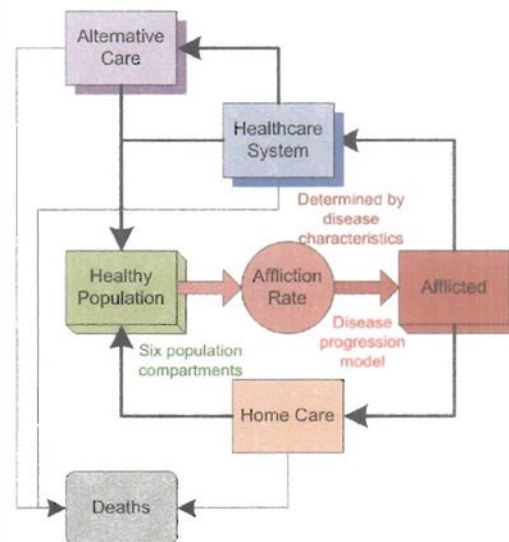 Alternative
Care
Healthcare
System
Determined by
disease
characteristics
Healthy
Population
Affliction
Rate
Afflicted
Six population
compartments
Disease
progression
model
Home Care
Deaths